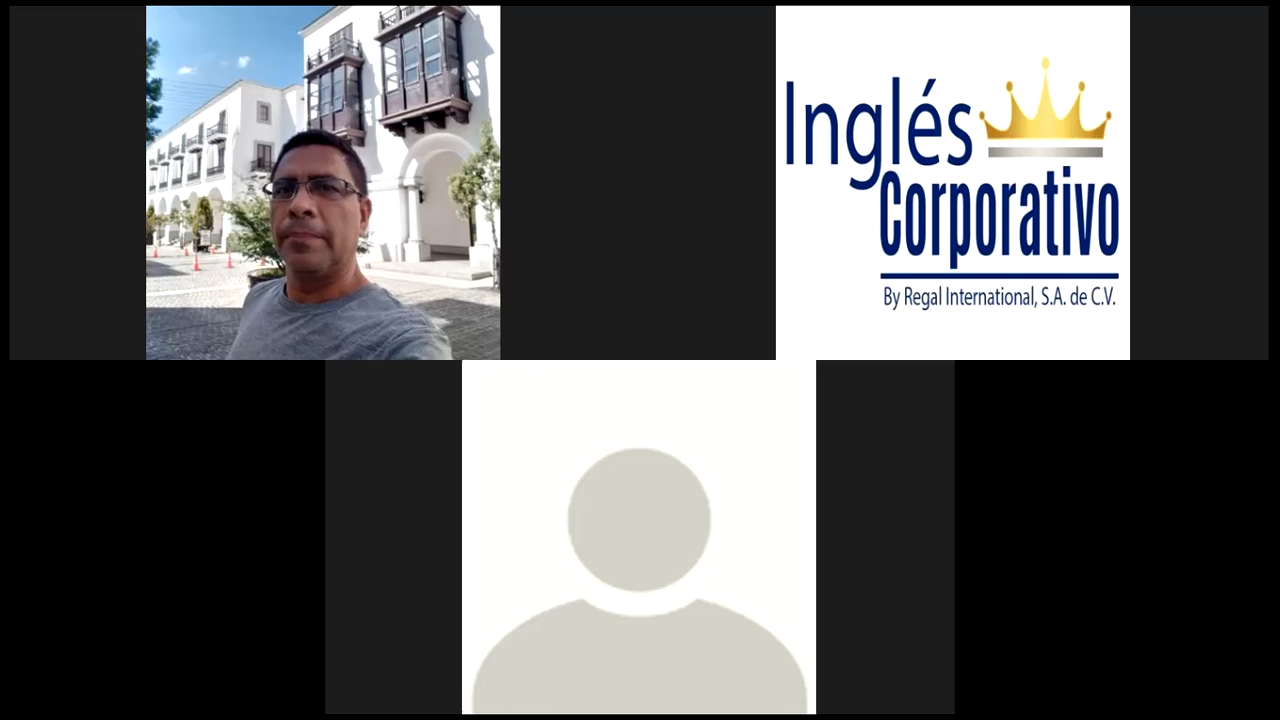 Inglés
Corporativo
By Regal International, S.A. de C.V.